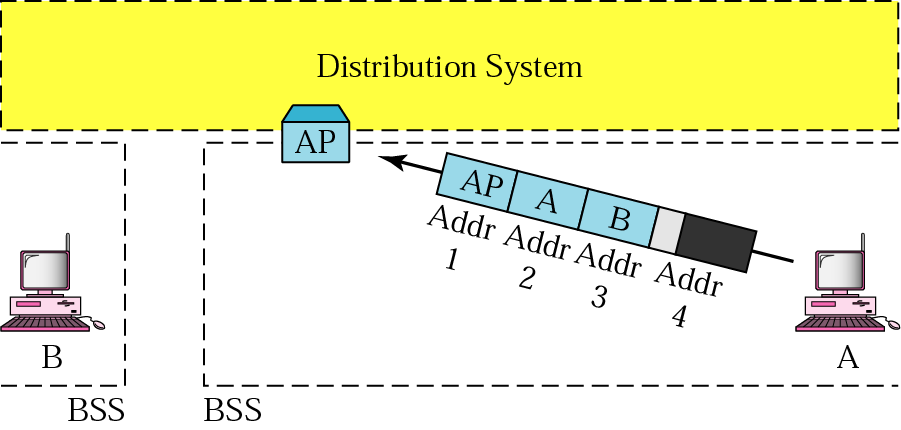 Distribution System
AP
AP A B
Addr 1
Addr 2
Addr 3
Addr 4
B
A
BSS
BSS